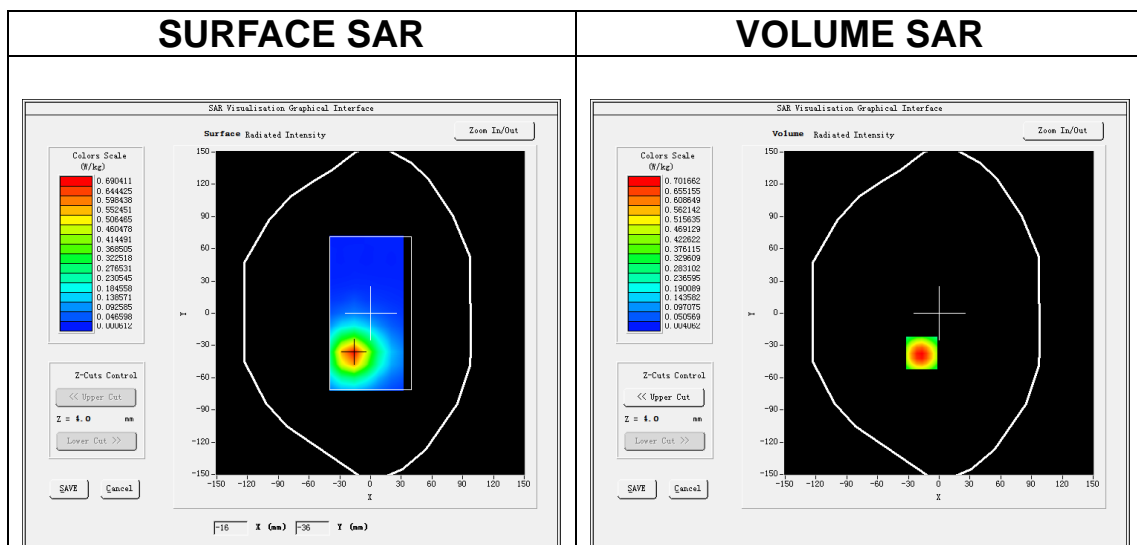 SURFACE SAR
VOLUME SAR
SAR Visualisation Graphical Interface
Surface Radiated Intensity
Zoom In/Out
Colors Scale
(W/kg)
0.690411
0.644425
0.598438
0.552451
0.506465
0.460478
0.414491
0.368505
0.322518
0.276531
0.230545
0.184558
0.138571
0.092585
0.046598
0.000612
Z-Cuts Control
<< Upper Cut
Z = 4.0 mm
Lower Cut >>
SAVE Cancel
150
120
90
60
30
0
-30
-60
-90
-120
-150
Y
-150 -120 -90 -60 -30 0 30 60 90 120 150
X
-16 X (mm) -36 Y (mm)
SAR Visualisation Graphical Interface
Volume Radiated Intensity
Zoom In/Out
Colors Scale
(W/kg)
0.701662
0.655155
0.608649
0.562142
0.515635
0.469129
0.422622
0.376115
0.329609
0.283102
0.236595
0.190089
0.143582
0.097075
0.050569
0.004062
Z-Cuts Control
<< Upper Cut
Z = 4.0 mm
Lower Cut >>
SAVE Cancel
150
120
90
60
30
0
-30
-60
-90
-120
-150
Y
-150 -120 -90 -60 -30 0 30 60 90 120 150
X